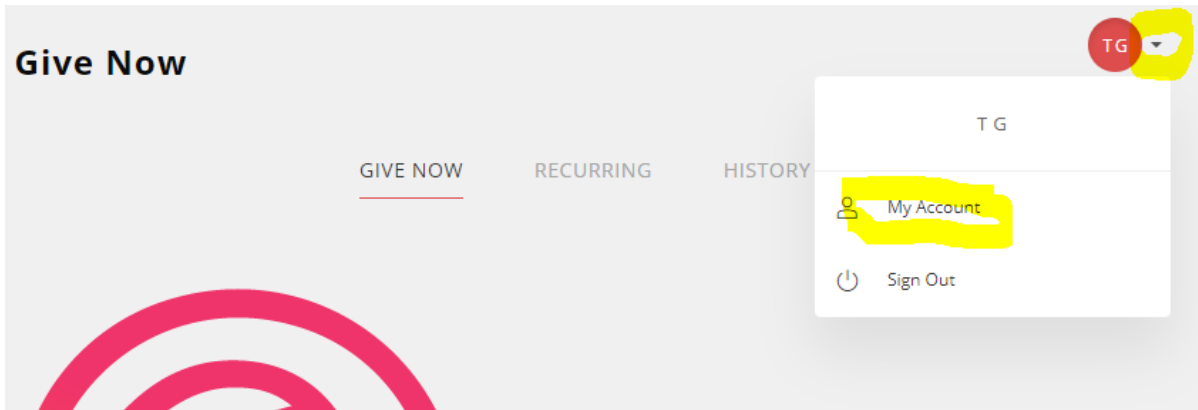 TG
Give Now
T G
GIVE NOW RECURRING HISTORY
My Account
Sign Out